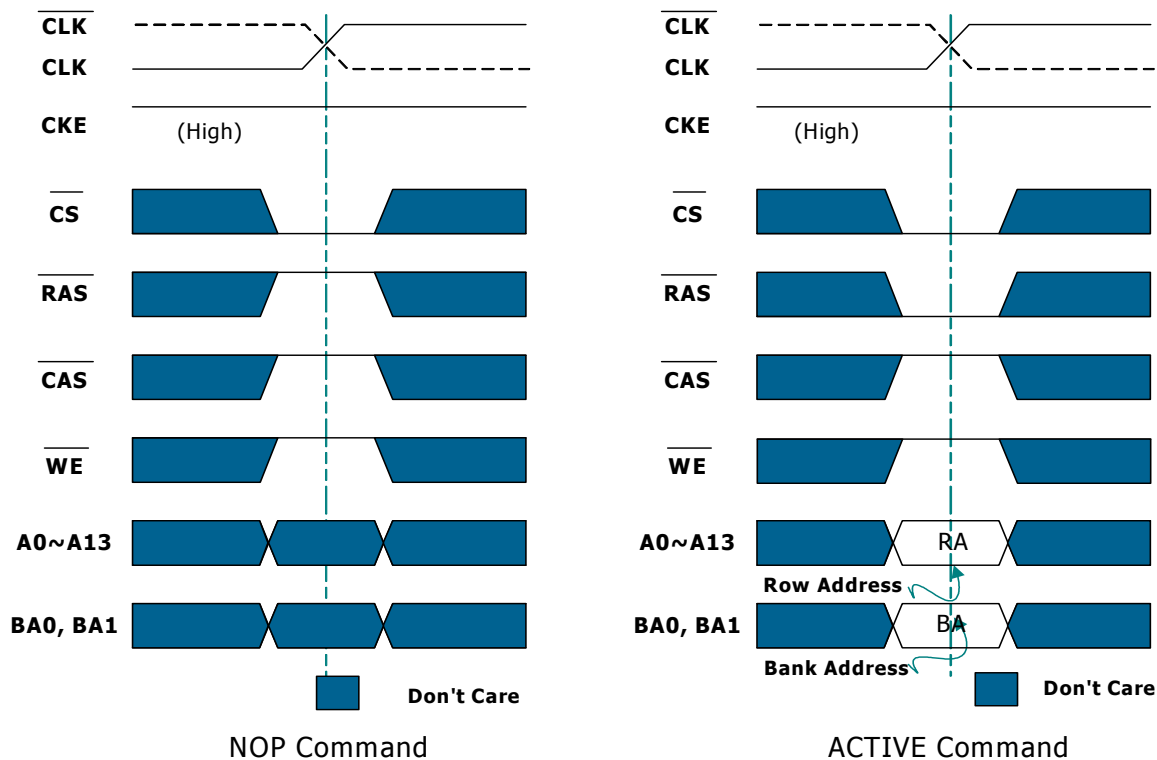 CLK
CLK
CKE
(High)
CS
RAS
CAS
WE
A0~A13
BA0, BA1
Don't Care
NOP Command
CLK
CLK
CKE
(High)
CS
RAS
CAS
WE
A0~A13
RA
Row Address
BA0, BA1
BA
Bank Address
Don't Care
ACTIVE Command